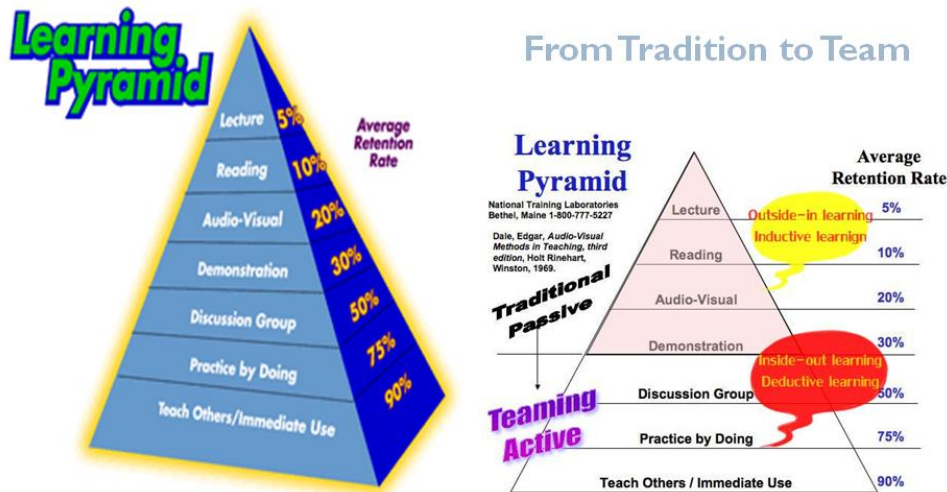 Learning
Pyramid
Lecture 5%
Average
Retention
Rate
Reading 10%
Audio-Visual 20%
Demonstration 30%
Discussion Group 50%
Practice by Doing 75%
Teach Others/Immediate Use 90%
From Tradition to Team
Learning
Pyramid
National Training Laboratories
Bethel, Maine 1-800-777-5227
Dale, Edgar, Audio-Visual
Methods in Teaching, third
edition, Holt Rinehart,
Winston, 1969.
Average
Retention Rate
Lecture 5%
Outside-in learning
Inductive learnign
Reading 10%
Traditional
Passive
Audio-Visual 20%
Demonstration 30%
Inside-out learning
Deductive learning
Teaming
Active
Discussion Group 50%
Practice by Doing 75%
Teach Others / Immediate Use 90%